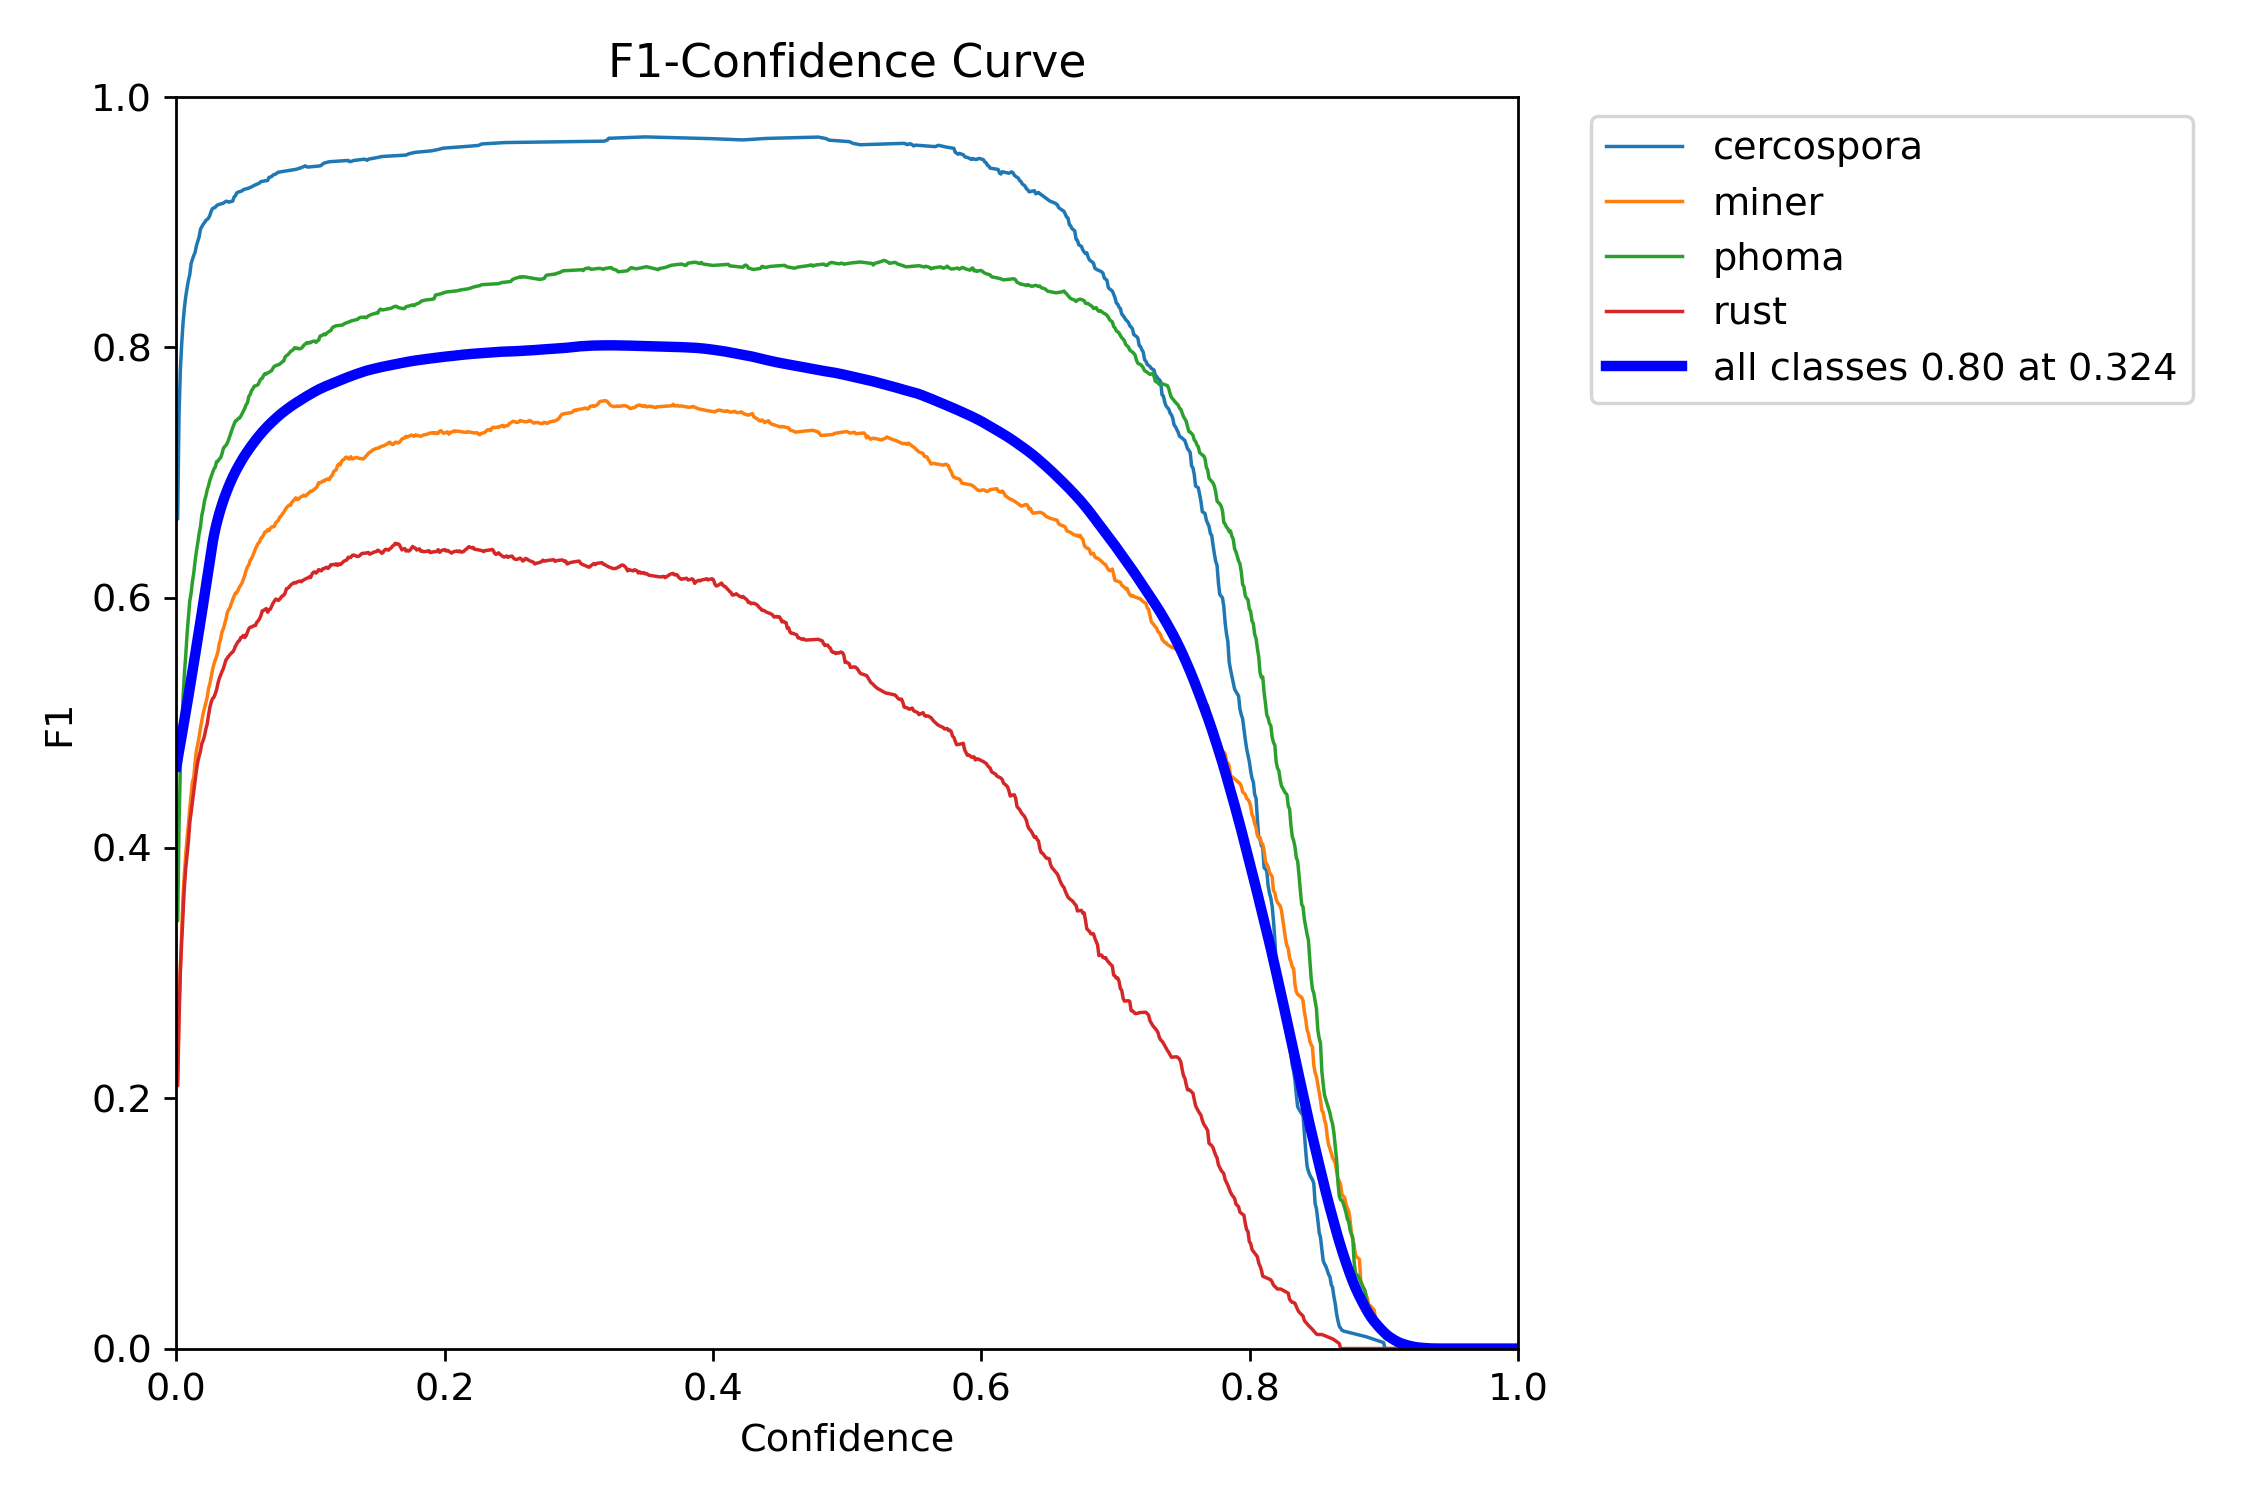 F1-Confidence Curve
1.0
0.8
0.6
0.4
0.2
0.0
F1
0.0 0.2 0.4 0.6 0.8 1.0
Confidence
cercospora
miner
phoma
rust
all classes 0.80 at 0.324